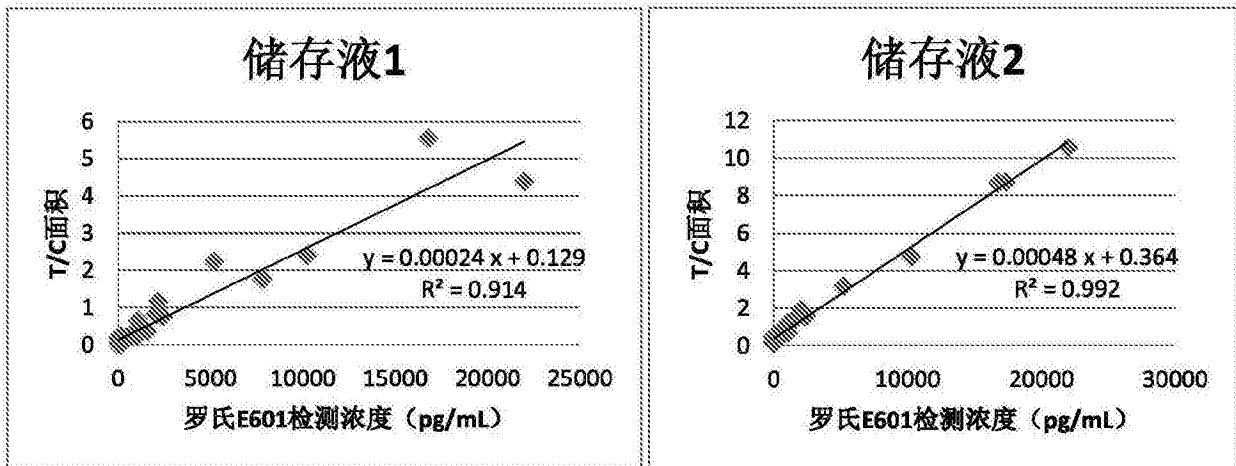 储存液1
6
5
4
3
2
1
0
T/C面积
y = 0.00024 x + 0.129
R² = 0.914
0 5000 10000 15000 20000 25000
罗氏E601检测浓度（pg/mL）
储存液2
12
10
8
6
4
2
0
T/C面积
y = 0.00048 x + 0.364
R² = 0.992
0 10000 20000 30000
罗氏E601检测浓度（pg/mL）